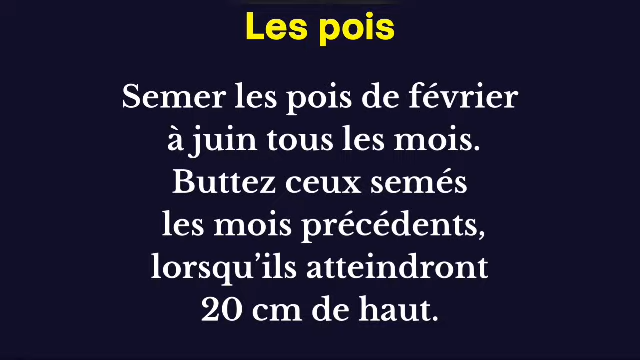 Les pois
Semer les pois de février
à juin tous les mois.
Buttez ceux semés
les mois précédents,
lorsqu'ils atteindront
20 cm de haut.